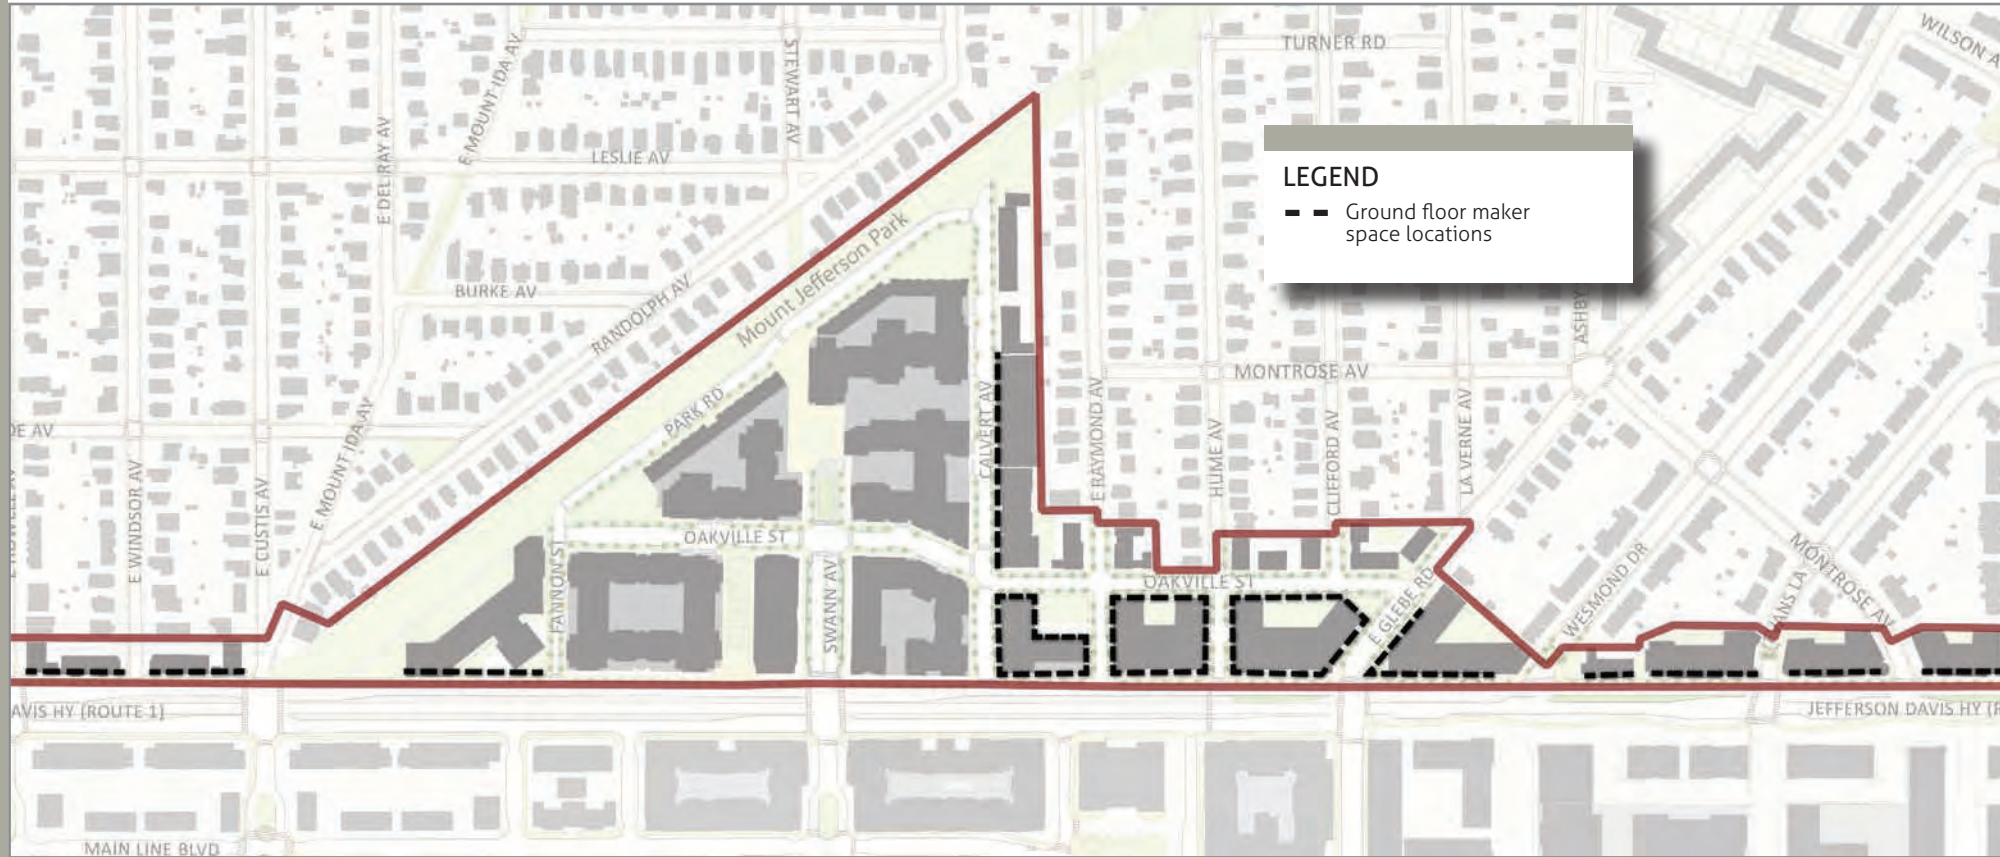 WILSON A
TURNER RD
STEWART AV
E MOUNT IDA AV
E DEL RAY AV
LESLIE AV
LEGEND
Ground floor maker
space locations
Mount Jefferson Park
BURKE AV
RANDOLPH AV
ASHBY
MONTROSE AV
PARK RD
CALVERT AV
E RAYMOND AV
HUME AV
CLIFFORD AV
LA VERNE AV
E MOUNT IDA AV
E WINDSOR AV
E CUSTIS AV
OAKVILLE ST
FANNON ST
SWANN AV
OAKVILLE ST
E GLEBE RD
WESMOND DR
MONTROSE AV
AVIS HY (ROUTE 1)
JEFFERSON DAVIS HY (R
MAIN LINE BLVD